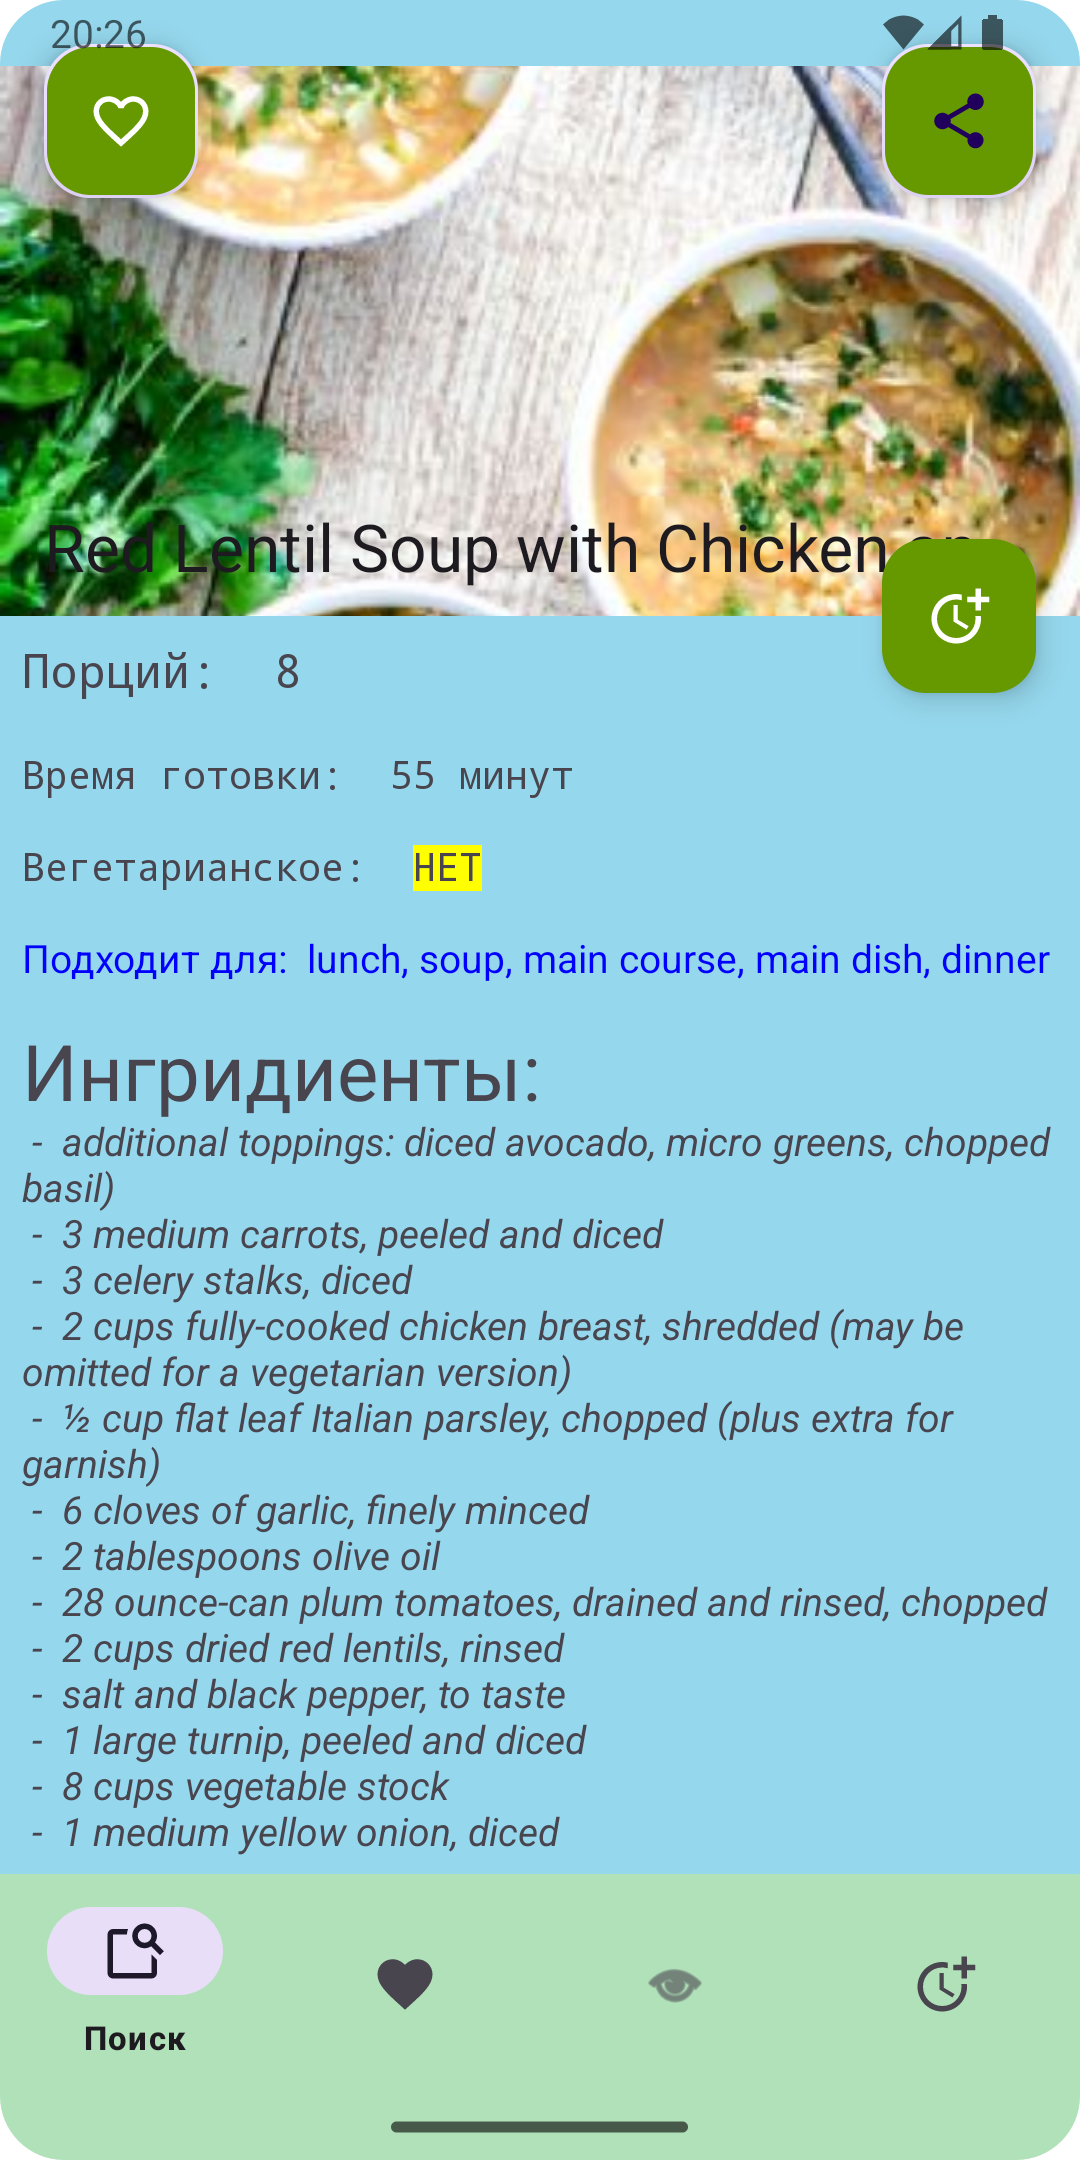 20:26
Red Lentil Soup with Chicken
Порций: 8
Время готовки: 55 минут
Вегетарианское: НЕТ
Подходит для: lunch, soup, main course, main dish, dinner
Ингридиенты:
- additional toppings: diced avocado, micro greens, chopped
basil)
- 3 medium carrots, peeled and diced
- 3 celery stalks, diced
- 2 cups fully-cooked chicken breast, shredded (may be
omitted for a vegetarian version)
- ½ cup flat leaf Italian parsley, chopped (plus extra for
garnish)
- 6 cloves of garlic, finely minced
- 2 tablespoons olive oil
- 28 ounce-can plum tomatoes, drained and rinsed, chopped
- 2 cups dried red lentils, rinsed
- salt and black pepper, to taste
- 1 large turnip, peeled and diced
- 8 cups vegetable stock
- 1 medium yellow onion, diced
Поиск